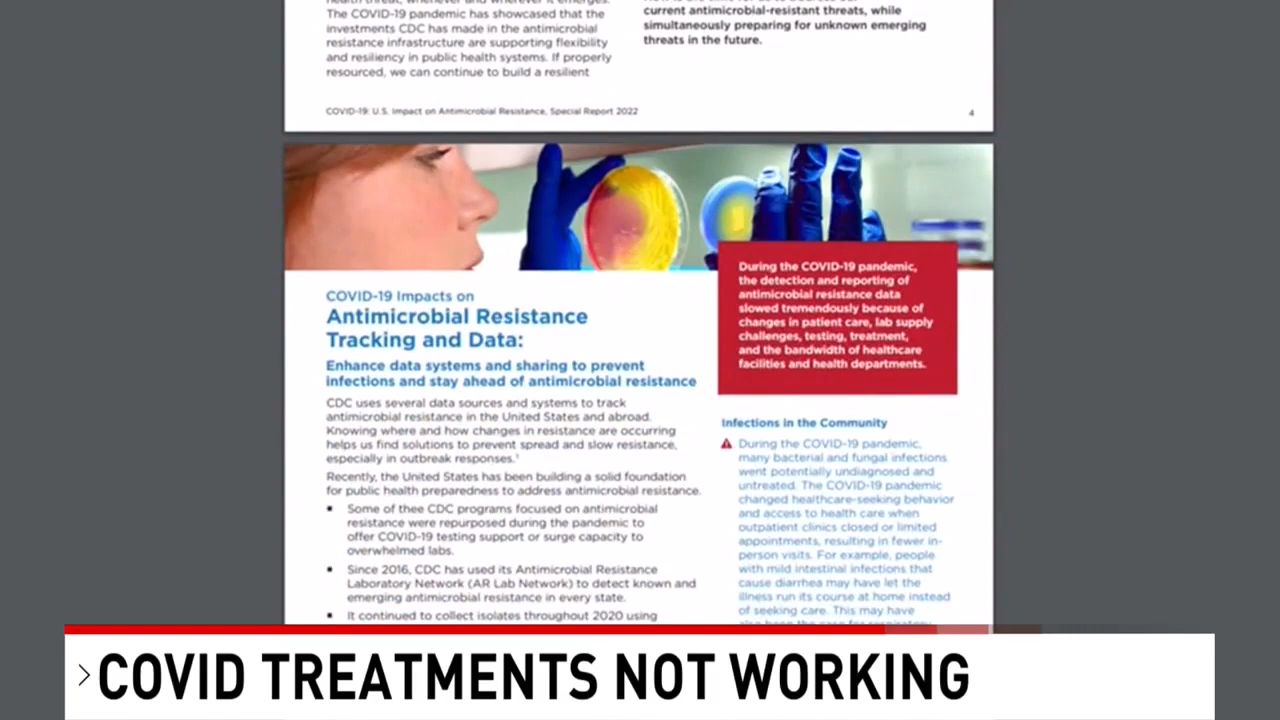 The COVID-19 pandemic has showcased that the
investments CDC has made in the antimicrobial
resistance infrastructure are supporting flexibility
and resiliency in public health systems. If properly
resourced, we can continue to build a resilient
current antimicrobial-resistant threats, while
simultaneously preparing for unknown emerging
threats in the future.
COVID-19: U.S. Impact on Antimicrobial Resistance, Special Report 2022
4
COVID-19 Impacts on
Antimicrobial Resistance
Tracking and Data:
Enhance data systems and sharing to prevent
infections and stay ahead of antimicrobial resistance
CDC uses several data sources and systems to track
antimicrobial resistance in the United States and abroad.
Knowing where and how changes in resistance are occurring
helps us find solutions to prevent spread and slow resistance,
especially in outbreak responses.¹
Recently, the United States has been building a solid foundation
for public health preparedness to address antimicrobial resistance.
▪ Some of thee CDC programs focused on antimicrobial
resistance were repurposed during the pandemic to
offer COVID-19 testing support or surge capacity to
overwhelmed labs.
▪ Since 2016, CDC has used its Antimicrobial Resistance
Laboratory Network (AR Lab Network) to detect known and
emerging antimicrobial resistance in every state.
▪ It continued to collect isolates throughout 2020 using
During the COVID-19 pandemic,
the detection and reporting of
antimicrobial resistance data
slowed tremendously because of
changes in patient care, lab supply
challenges, testing, treatment,
and the bandwidth of healthcare
facilities and health departments.
Infections in the Community
During the COVID-19 pandemic,
many bacterial and fungal infections
went potentially undiagnosed and
untreated. The COVID-19 pandemic
changed healthcare-seeking behavior
and access to health care when
outpatient clinics closed or limited
appointments, resulting in fewer in-
person visits. For example, people
with mild intestinal infections that
cause diarrhea may have let the
illness run its course at home instead
of seeking care. This may have
>COVID TREATMENTS NOT WORKING